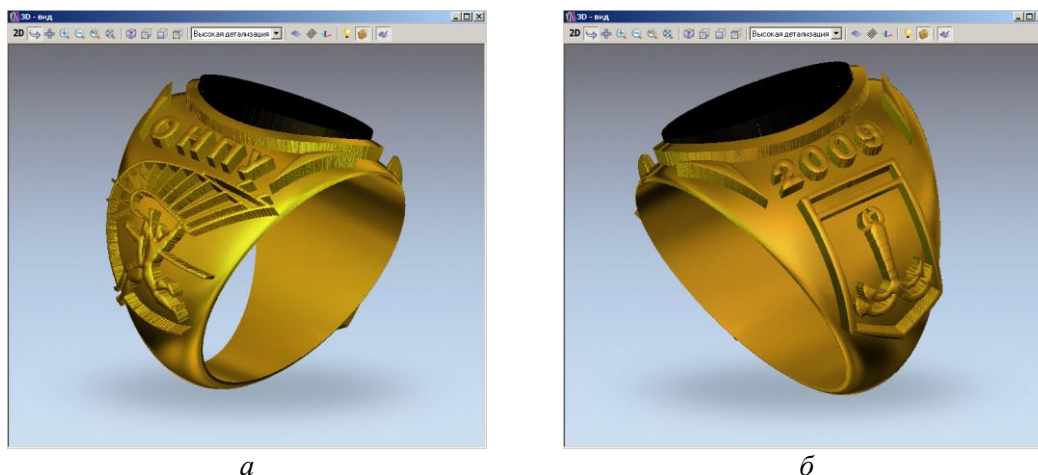 3D - вид
2D
Высокая детализация
ОНПУ
а
3D - вид
2D
Высокая детализация
2009
б